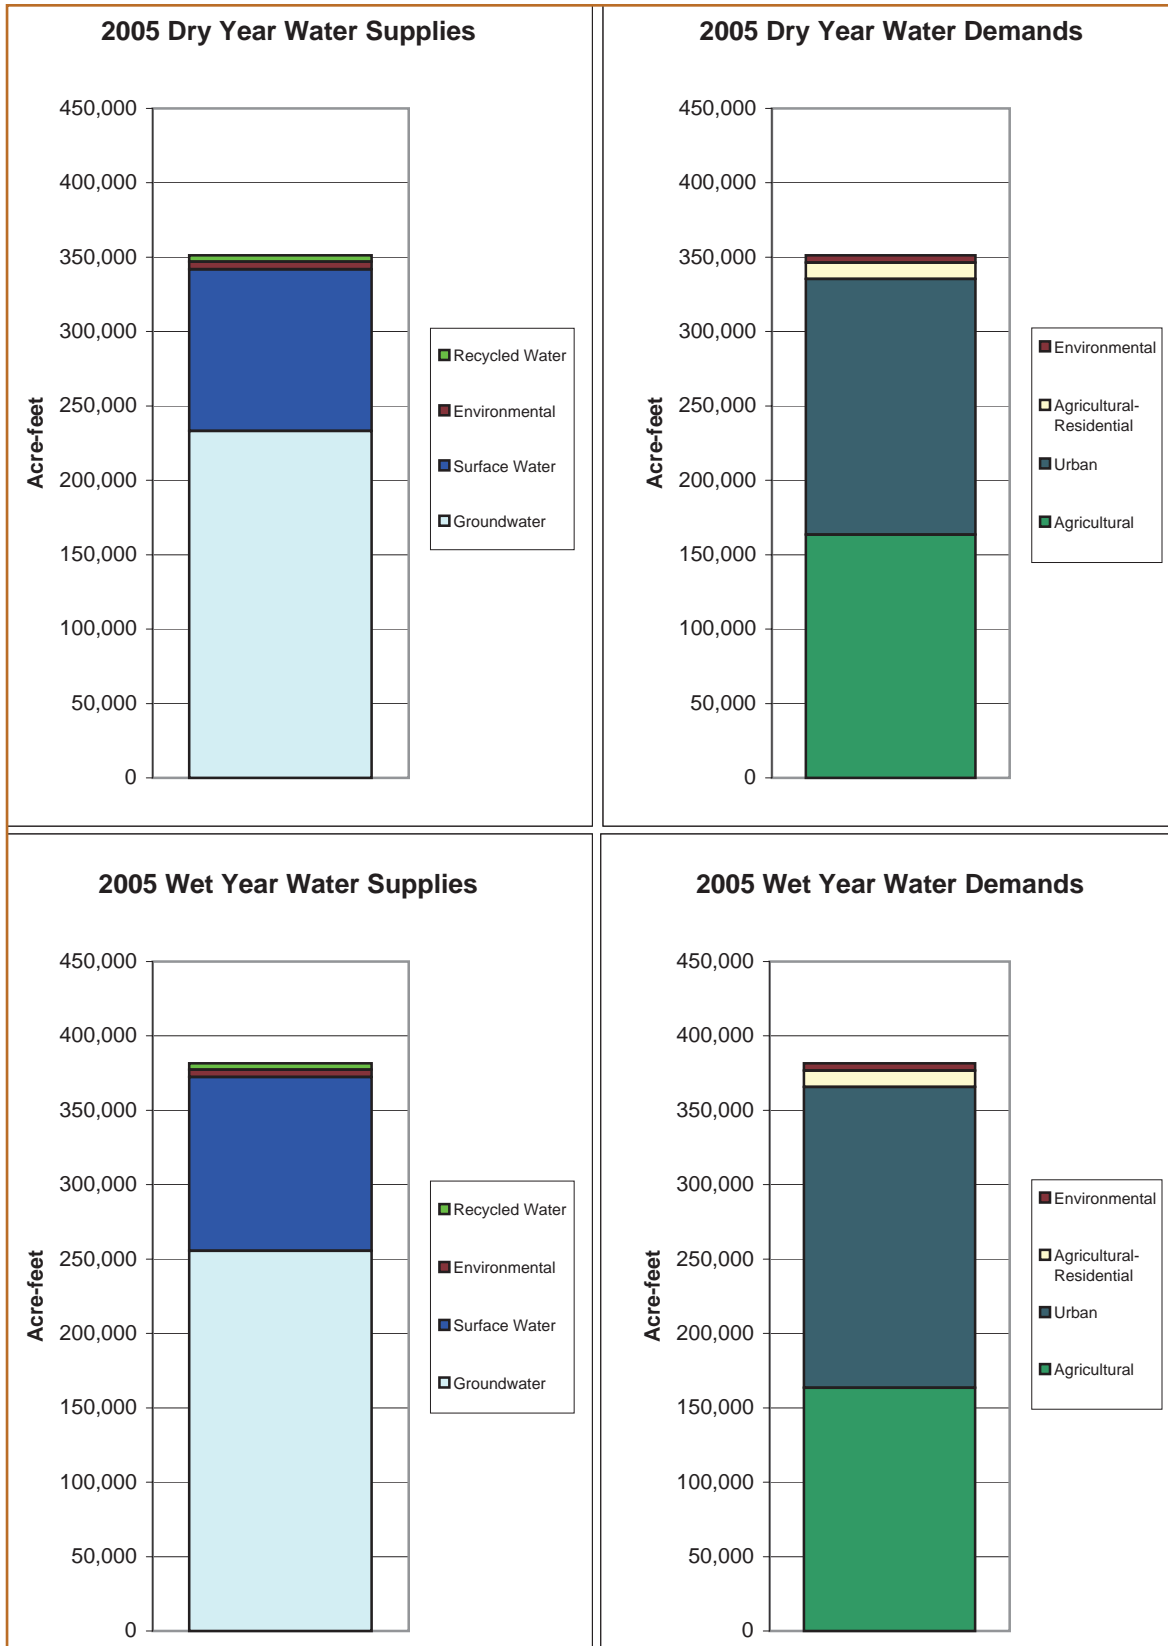 2005 Dry Year Water Supplies
450,000
400,000
350,000
300,000
250,000
200,000
150,000
100,000
50,000
0
Acre-feet
Recycled Water
Environmental
Surface Water
Groundwater
2005 Dry Year Water Demands
450,000
400,000
350,000
300,000
250,000
200,000
150,000
100,000
50,000
0
Acre-feet
Environmental
Agricultural-
Residential
Urban
Agricultural
2005 Wet Year Water Supplies
450,000
400,000
350,000
300,000
250,000
200,000
150,000
100,000
50,000
0
Acre-feet
Recycled Water
Environmental
Surface Water
Groundwater
2005 Wet Year Water Demands
450,000
400,000
350,000
300,000
250,000
200,000
150,000
100,000
50,000
0
Acre-feet
Environmental
Agricultural-
Residential
Urban
Agricultural